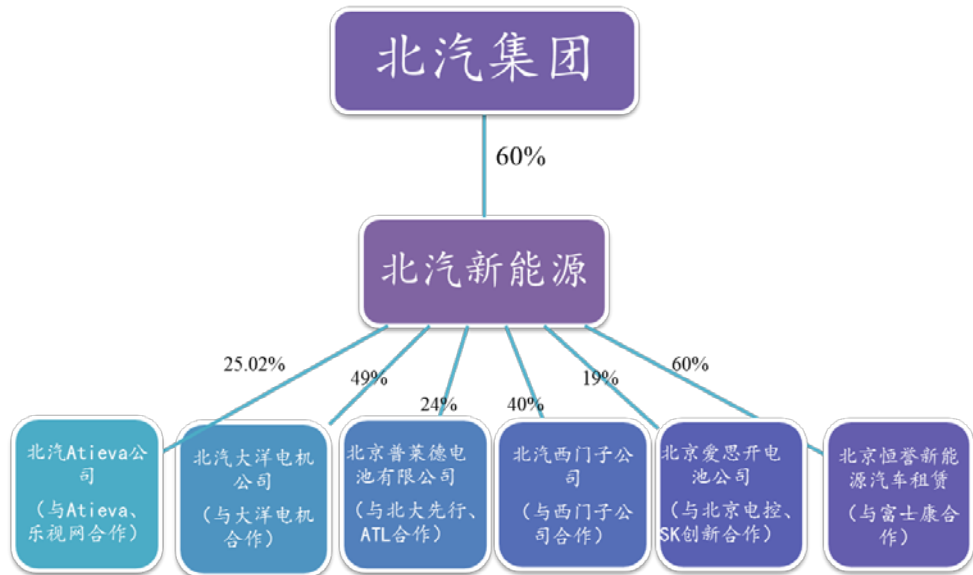 北汽集团
60%
北汽新能源
25.02%
49%
24%
40%
19%
60%
北汽Atieva公
司
（与Atieva、
乐视网合作）
北汽大洋电机
公司
（与大洋电机
合作）
北京普莱德电
池有限公司
（与北大先行、
ATL合作）
北汽西门子公
司
（与西门子公
司合作）
北京爱思开电
池公司
（与北京电控、
SK创新合作）
北京恒誉新能
源汽车租赁
（与富士康合
作）